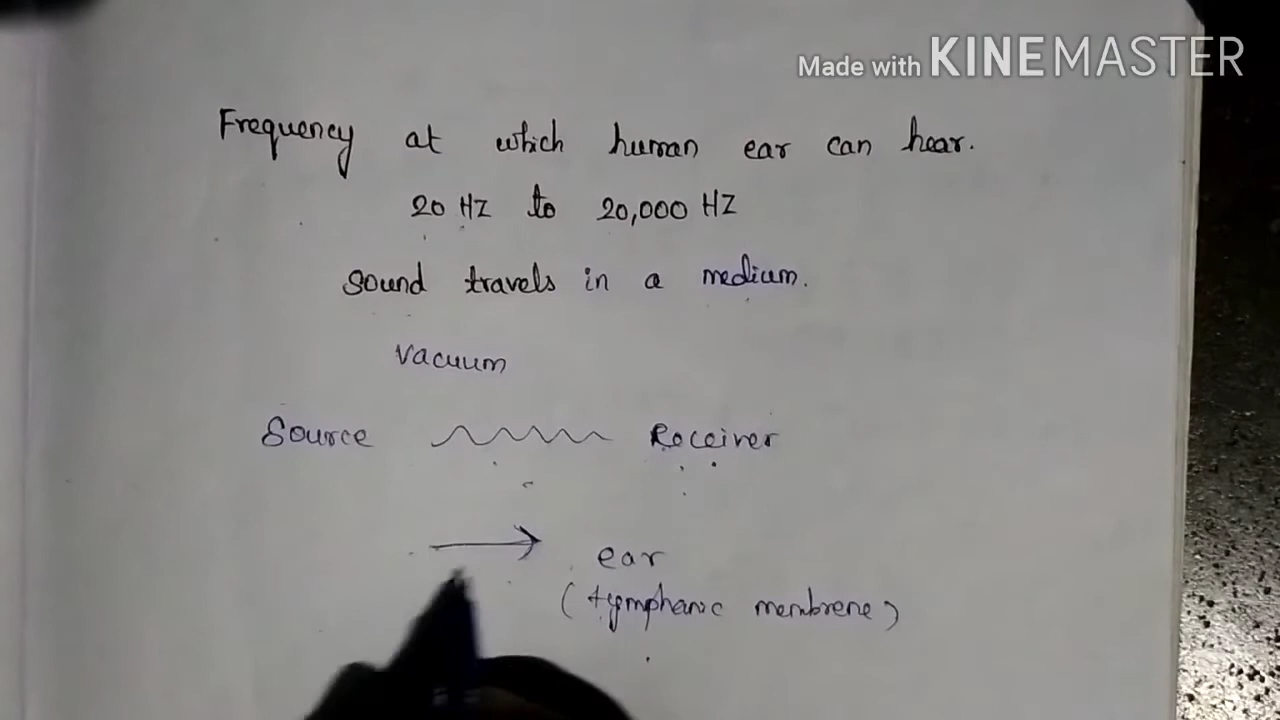 Made with KINEMASTER
Frequency at which human ear can hear.
20 HZ to 20,000 HZ
Sound travels in a medium.
Vacuum
Source Receiver
ear
(tymphanic membrene)